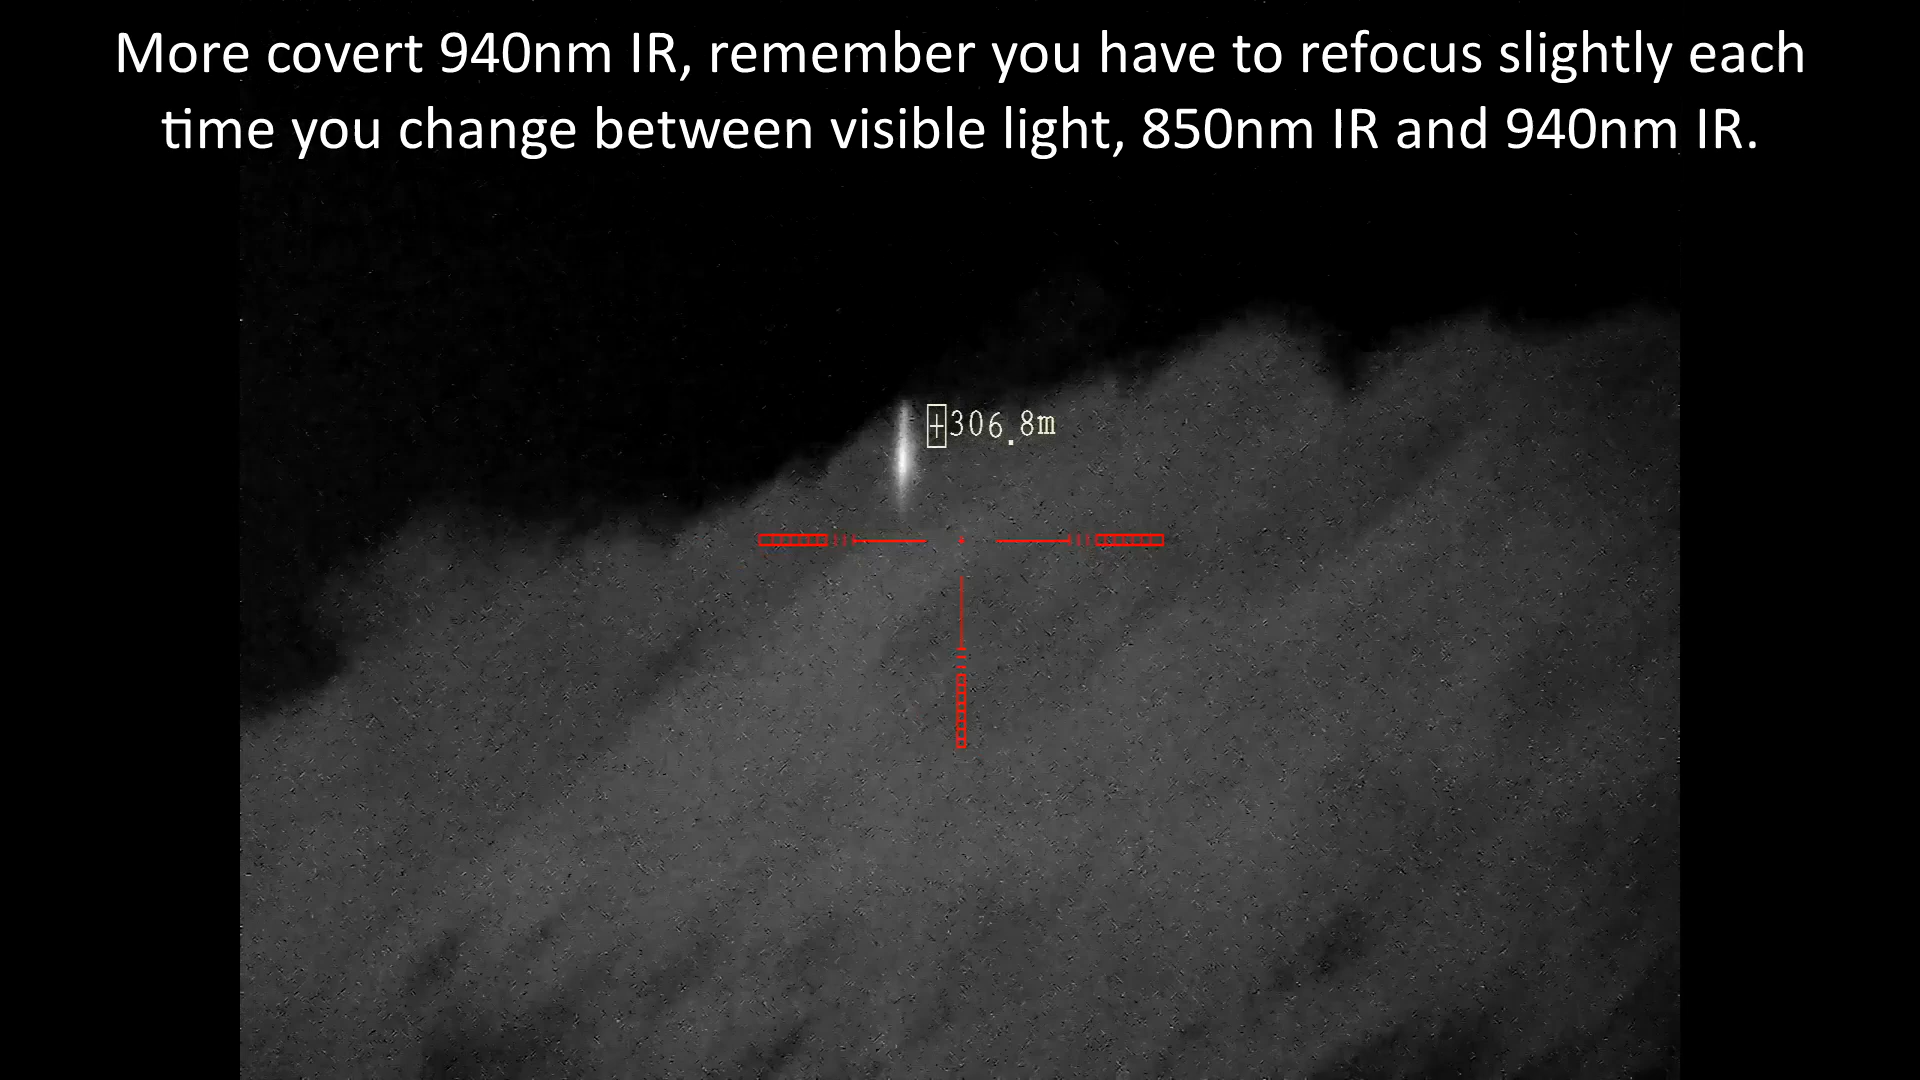 More covert 940nm IR, remember you have to refocus slightly each
time you change between visible light, 850nm IR and 940nm IR.
306.8m